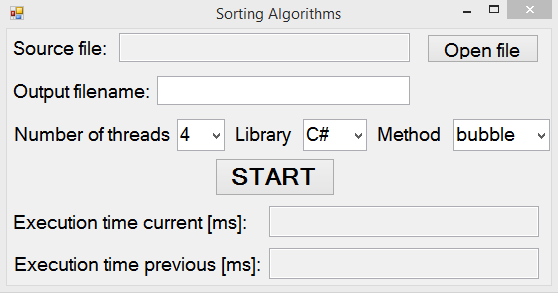 Sorting Algorithms
Source file: Open file
Output filename:
Number of threads 4 Library C# Method bubble
START
Execution time current [ms]:
Execution time previous [ms]: